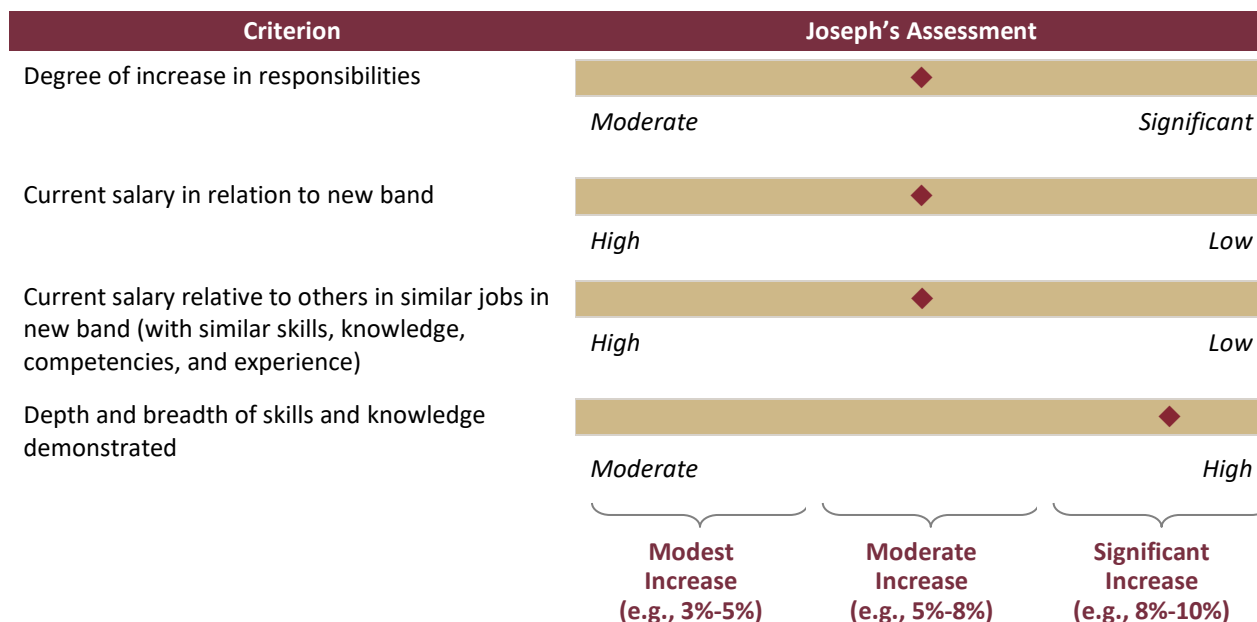 Criterion
Joseph’s Assessment
Degree of increase in responsibilities
Moderate
Significant
Current salary in relation to new band
High
Low
Current salary relative to others in similar jobs in
new band (with similar skills, knowledge,
competencies, and experience)
High
Low
Depth and breadth of skills and knowledge
demonstrated
Moderate
High
Modest
Increase
(e.g., 3%-5%)
Moderate
Increase
(e.g., 5%-8%)
Significant
Increase
(e.g., 8%-10%)